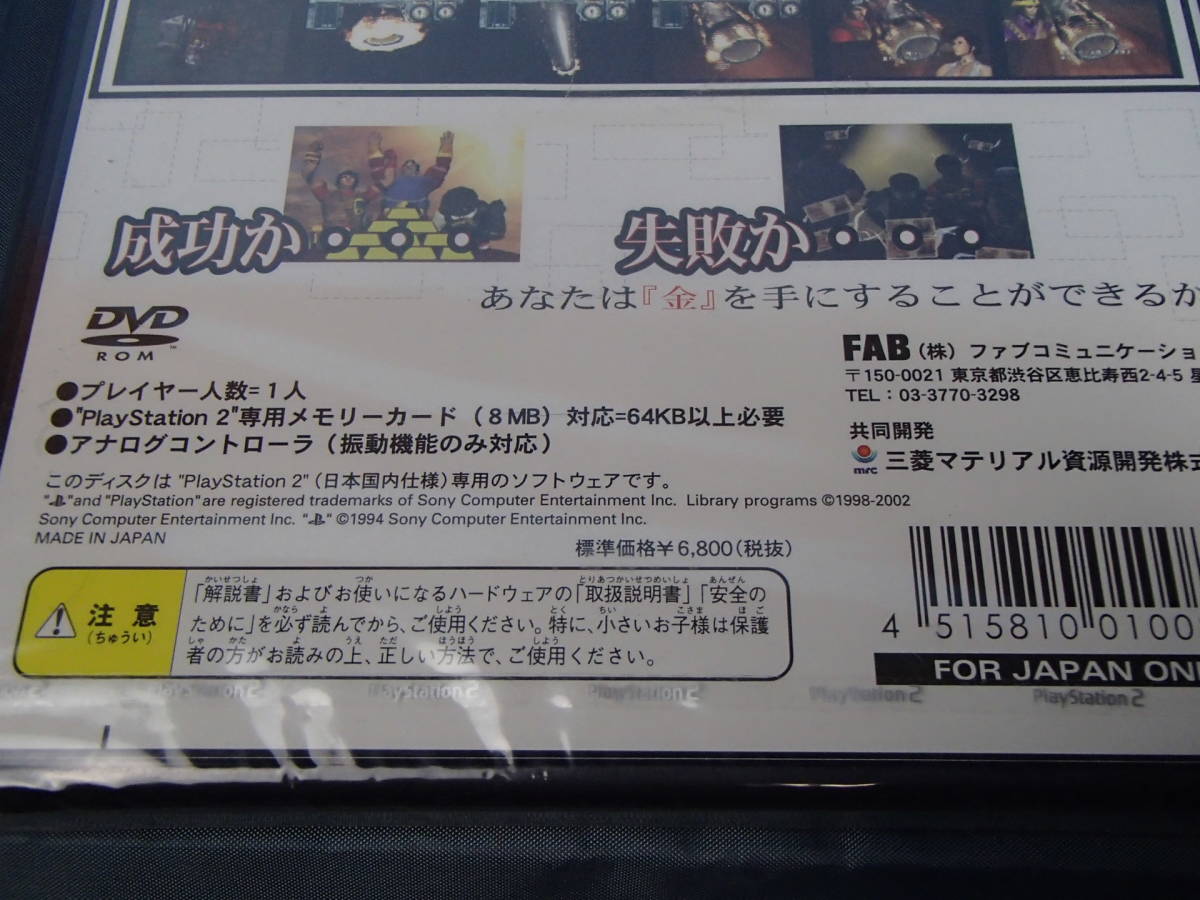 成功か
失敗か
あなたは『金』を手にすることができるか
DVD
ROM
●プレイヤー人数=1人
●"PlayStation 2"専用メモリーカード(8MB)対応=64KB以上必要
●アナログコントローラ(振動機能のみ対応)
このディスクは "PlayStation 2"(日本国内仕様)専用のソフトウェアです。
" "and "PlayStation"are registered trademarks of Sony Computer Entertainment Inc. Library programs ©1998-2002
Sony Computer Entertainment Inc. " " ©1994 Sony Computer Entertainment Inc.
MADE IN JAPAN
標準価格¥6,800(税抜)
FAB(株)ファブコミュニケーショ
〒150-0021 東京都渋谷区恵比寿西2-4-5
TEL:03-3770-3298
共同開発
mrc 三菱マテリアル資源開発株式
注意
(ちゅうい)
「解説書」およびお使いになるハードウェアの「取扱説明書」「安全の
ために」を必ず読んでから、ご使用ください。特に、小さいお子様は保護
者の方がお読みの上、正しい方法で、ご使用ください。
4 515810 0100
FOR JAPAN ONL
PlayStation 2 PlayStation 2 PlayStation 2 PlayStation 2 PlayStation 2